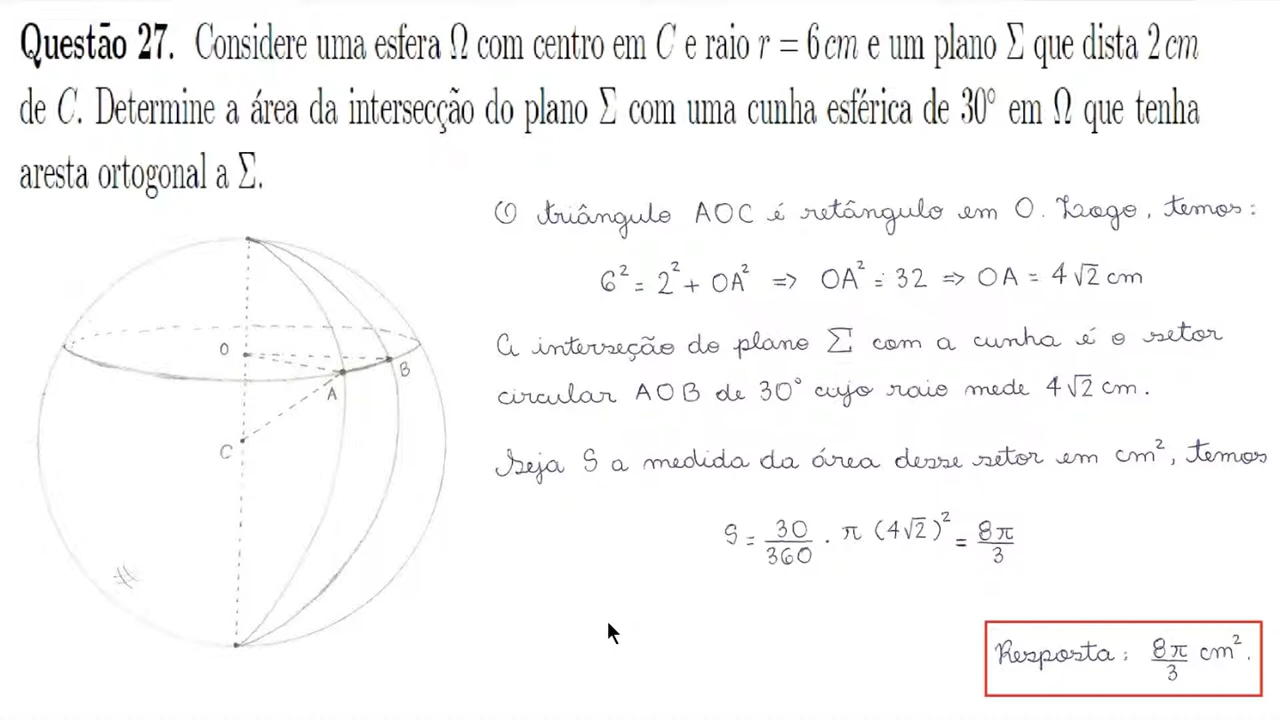 Questão 27. Considere uma esfera Ω com centro em C e raio r = 6 cm e um plano Σ que dista 2 cm
de C. Determine a área da intersecção do plano Σ com uma cunha esférica de 30° em Ω que tenha
aresta ortogonal a Σ.
O triângulo AOC é retângulo em O. Logo, temos:
6² = 2² + OA² => OA² = 32 => OA = 4√2 cm
A interseção do plano Σ com a cunha é o setor
circular AOB de 30° cujo raio mede 4√2 cm.
Seja S a medida da área desse setor em cm², temos
S = 30/360 . π (4√2)² = 8π/3
O
B
A
C
Resposta: 8π/3 cm².